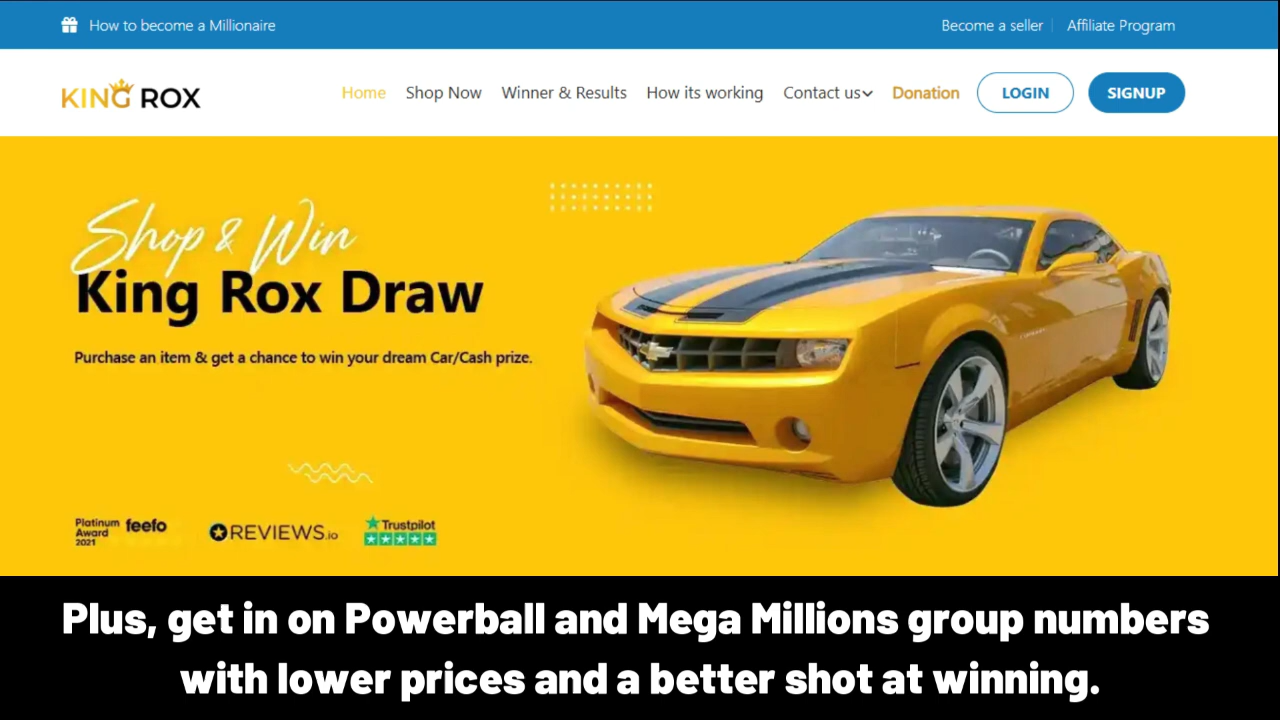 How to become a Millionaire
Become a seller
Affiliate Program
KING ROX
Home
Shop Now
Winner & Results
How its working
Contact us
Donation
LOGIN
SIGNUP
Shop & Win
King Rox Draw
Purchase an item & get a chance to win your dream Car/Cash prize.
Platinum
Award
2021
feefo
REVIEWS.io
Trustpilot
Plus, get in on Powerball and Mega Millions group numbers
with lower prices and a better shot at winning.